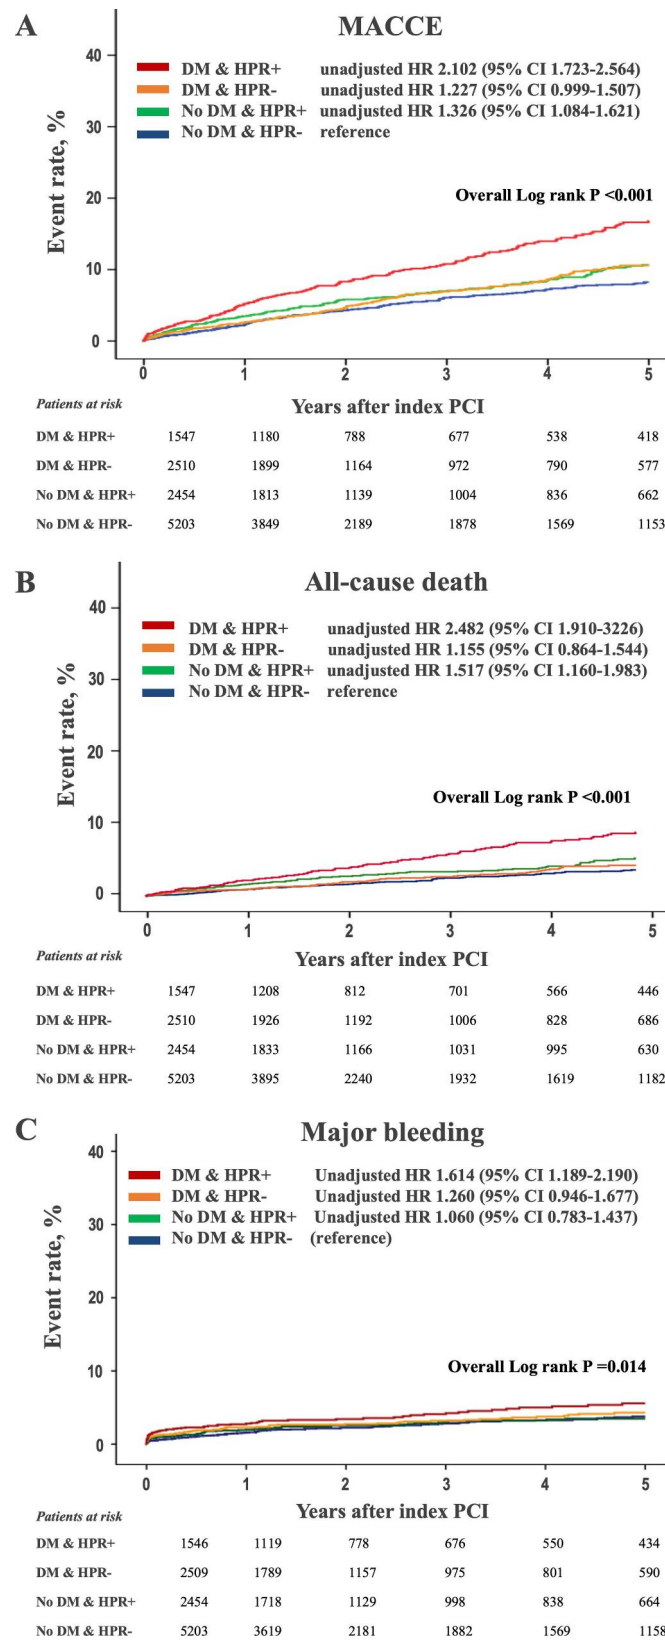 A
MACCE
40
30
20
10
0
Event rate, %
DM & HPR+ unadjusted HR 2.102 (95% CI 1.723-2.564)
DM & HPR- unadjusted HR 1.227 (95% CI 0.999-1.507)
No DM & HPR+ unadjusted HR 1.326 (95% CI 1.084-1.621)
No DM & HPR- reference
Overall Log rank P <0.001
0 1 2 3 4 5
Patients at risk
Years after index PCI
DM & HPR+ 1547 1180 788 677 538 418
DM & HPR- 2510 1899 1164 972 790 577
No DM & HPR+ 2454 1813 1139 1004 836 662
No DM & HPR- 5203 3849 2189 1878 1569 1153
B
All-cause death
40
30
20
10
0
Event rate, %
DM & HPR+ unadjusted HR 2.482 (95% CI 1.910-3226)
DM & HPR- unadjusted HR 1.155 (95% CI 0.864-1.544)
No DM & HPR+ unadjusted HR 1.517 (95% CI 1.160-1.983)
No DM & HPR- reference
Overall Log rank P <0.001
0 1 2 3 4 5
Patients at risk
Years after index PCI
DM & HPR+ 1547 1208 812 701 566 446
DM & HPR- 2510 1926 1192 1006 828 686
No DM & HPR+ 2454 1833 1166 1031 995 630
No DM & HPR- 5203 3895 2240 1932 1619 1182
C
Major bleeding
40
30
20
10
0
Event rate, %
DM & HPR+ Unadjusted HR 1.614 (95% CI 1.189-2.190)
DM & HPR- Unadjusted HR 1.260 (95% CI 0.946-1.677)
No DM & HPR+ Unadjusted HR 1.060 (95% CI 0.783-1.437)
No DM & HPR- (reference)
Overall Log rank P =0.014
0 1 2 3 4 5
Patients at risk
Years after index PCI
DM & HPR+ 1546 1119 778 676 550 434
DM & HPR- 2509 1789 1157 975 801 590
No DM & HPR+ 2454 1718 1129 998 838 664
No DM & HPR- 5203 3619 2181 1882 1569 1158